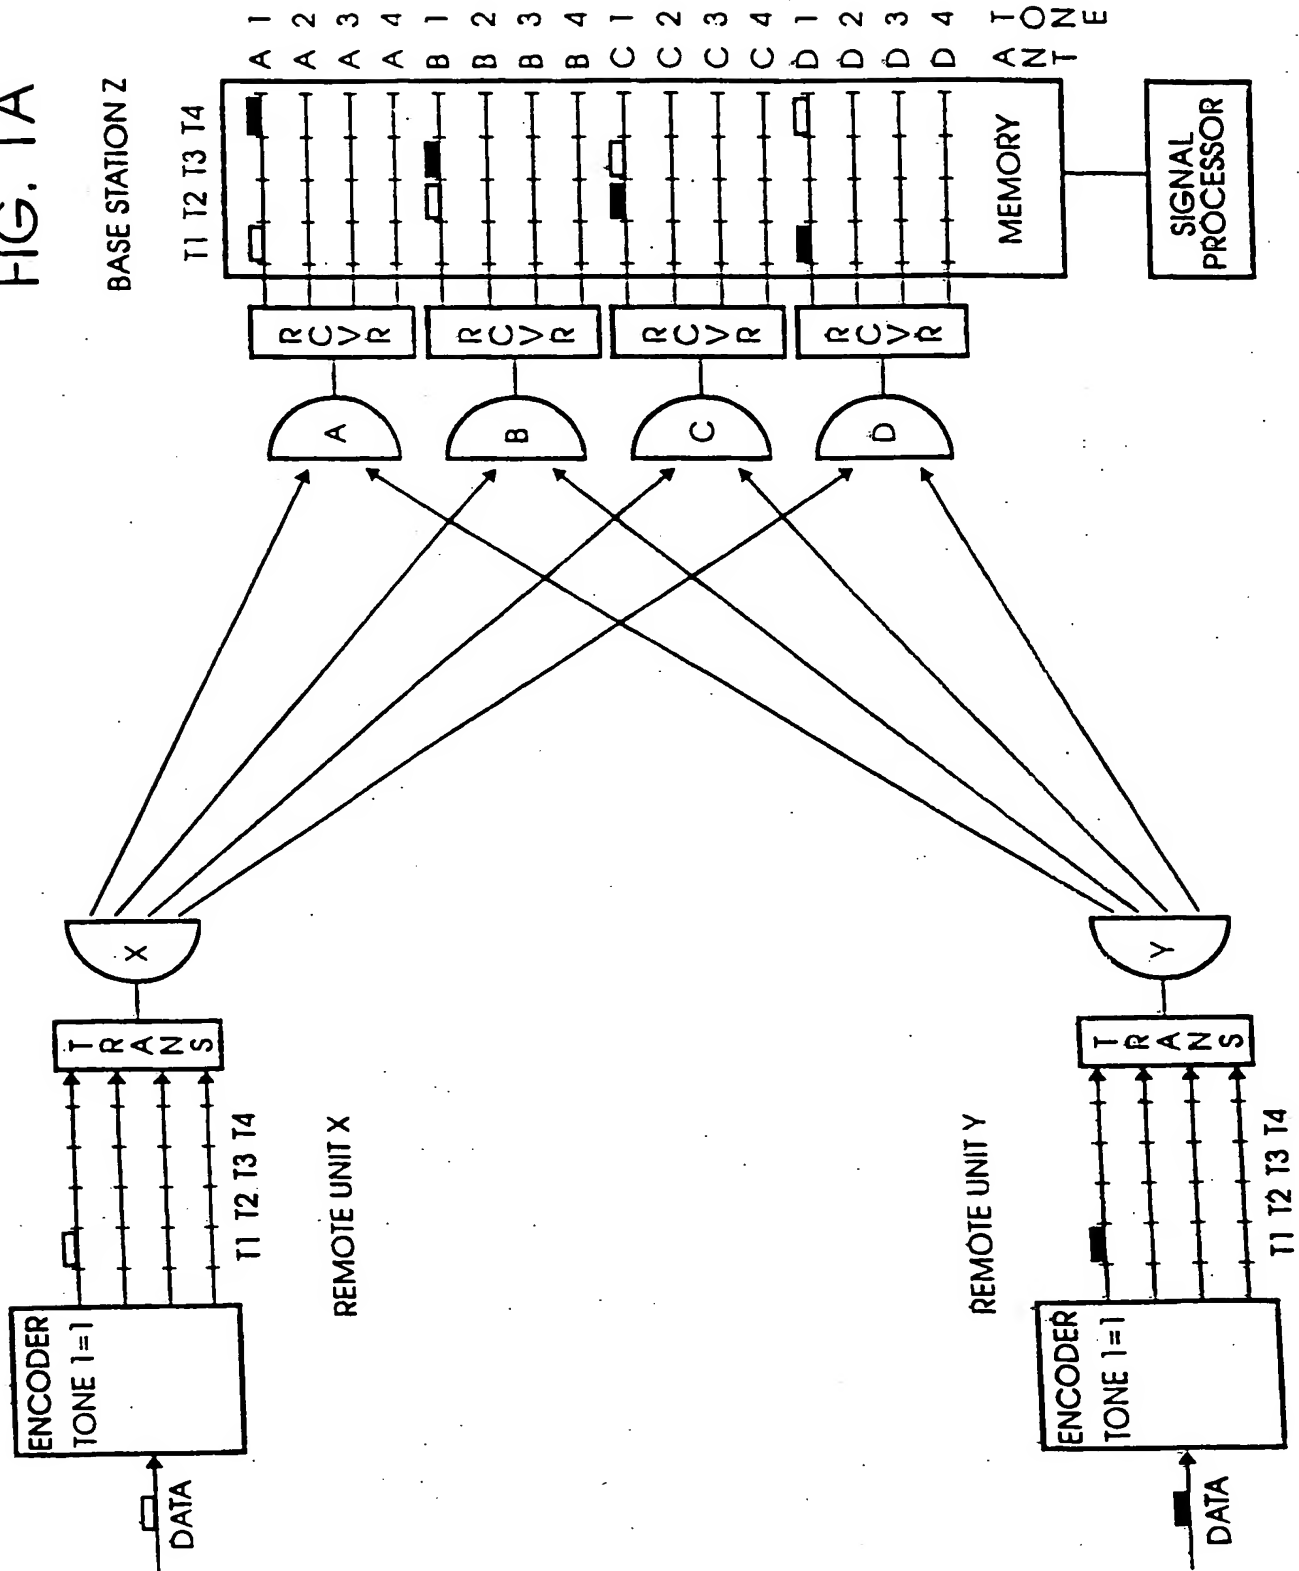 FIG. 1A
BASE STATION Z
T1 T2 T3 T4
A 1
A 2
A 3
A 4
B 1
B 2
B 3
B 4
C 1
C 2
C 3
C 4
D 1
D 2
D 3
D 4
ANT
TONE
MEMORY
SIGNAL
PROCESSOR
RCVR
RCVR
RCVR
RCVR
A
B
C
D
X
Y
TRANS
TRANS
T1 T2 T3 T4
T1 T2 T3 T4
REMOTE UNIT X
REMOTE UNIT Y
ENCODER
TONE 1=1
ENCODER
TONE 1=1
DATA
DATA